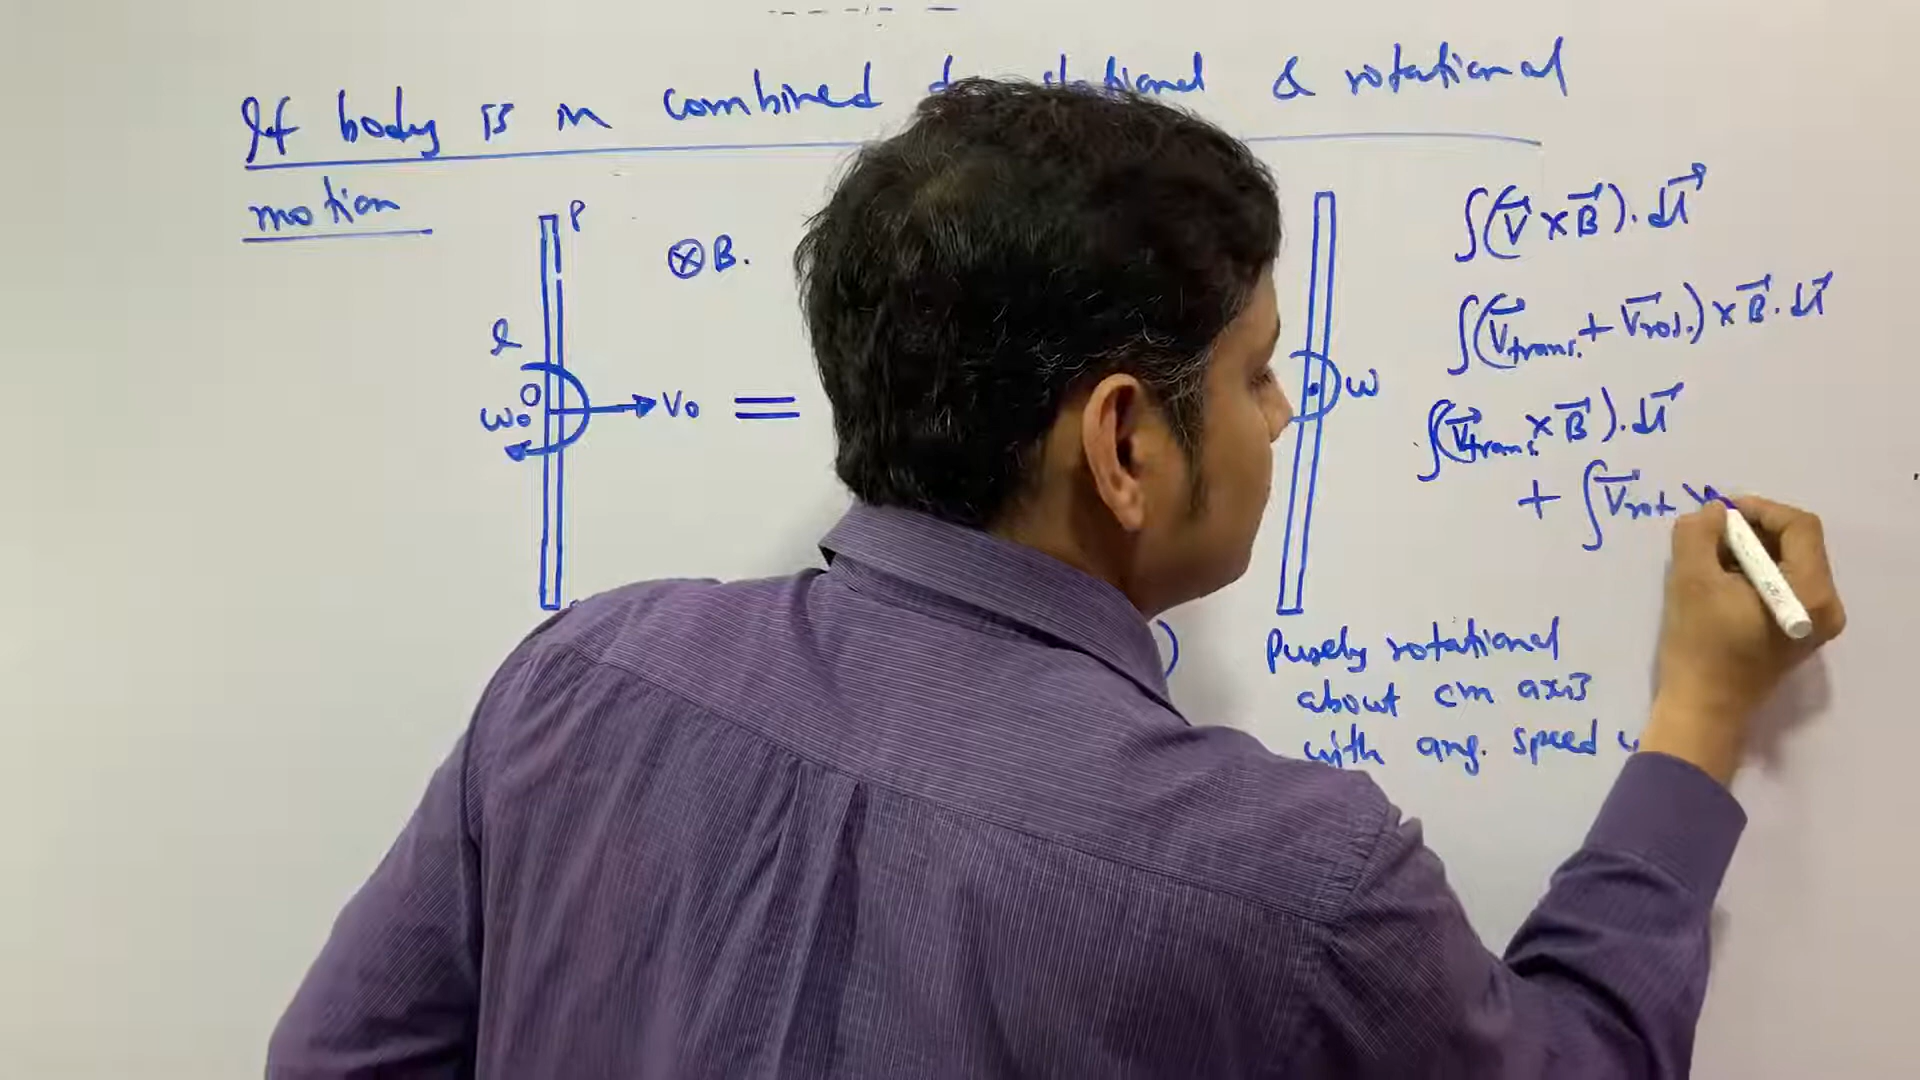 If body is in combined & rotational
motion
P
⊗ B.
l
O
ω₀
V₀
=
ω
∫(V⃗ × B⃗). dl⃗
∫(V⃗trans. + V⃗rot.) × B⃗. dl⃗
∫(V⃗trans. × B⃗). dl⃗
+ ∫V⃗rot
)
Purely rotational
about cm axis
with ang. speed